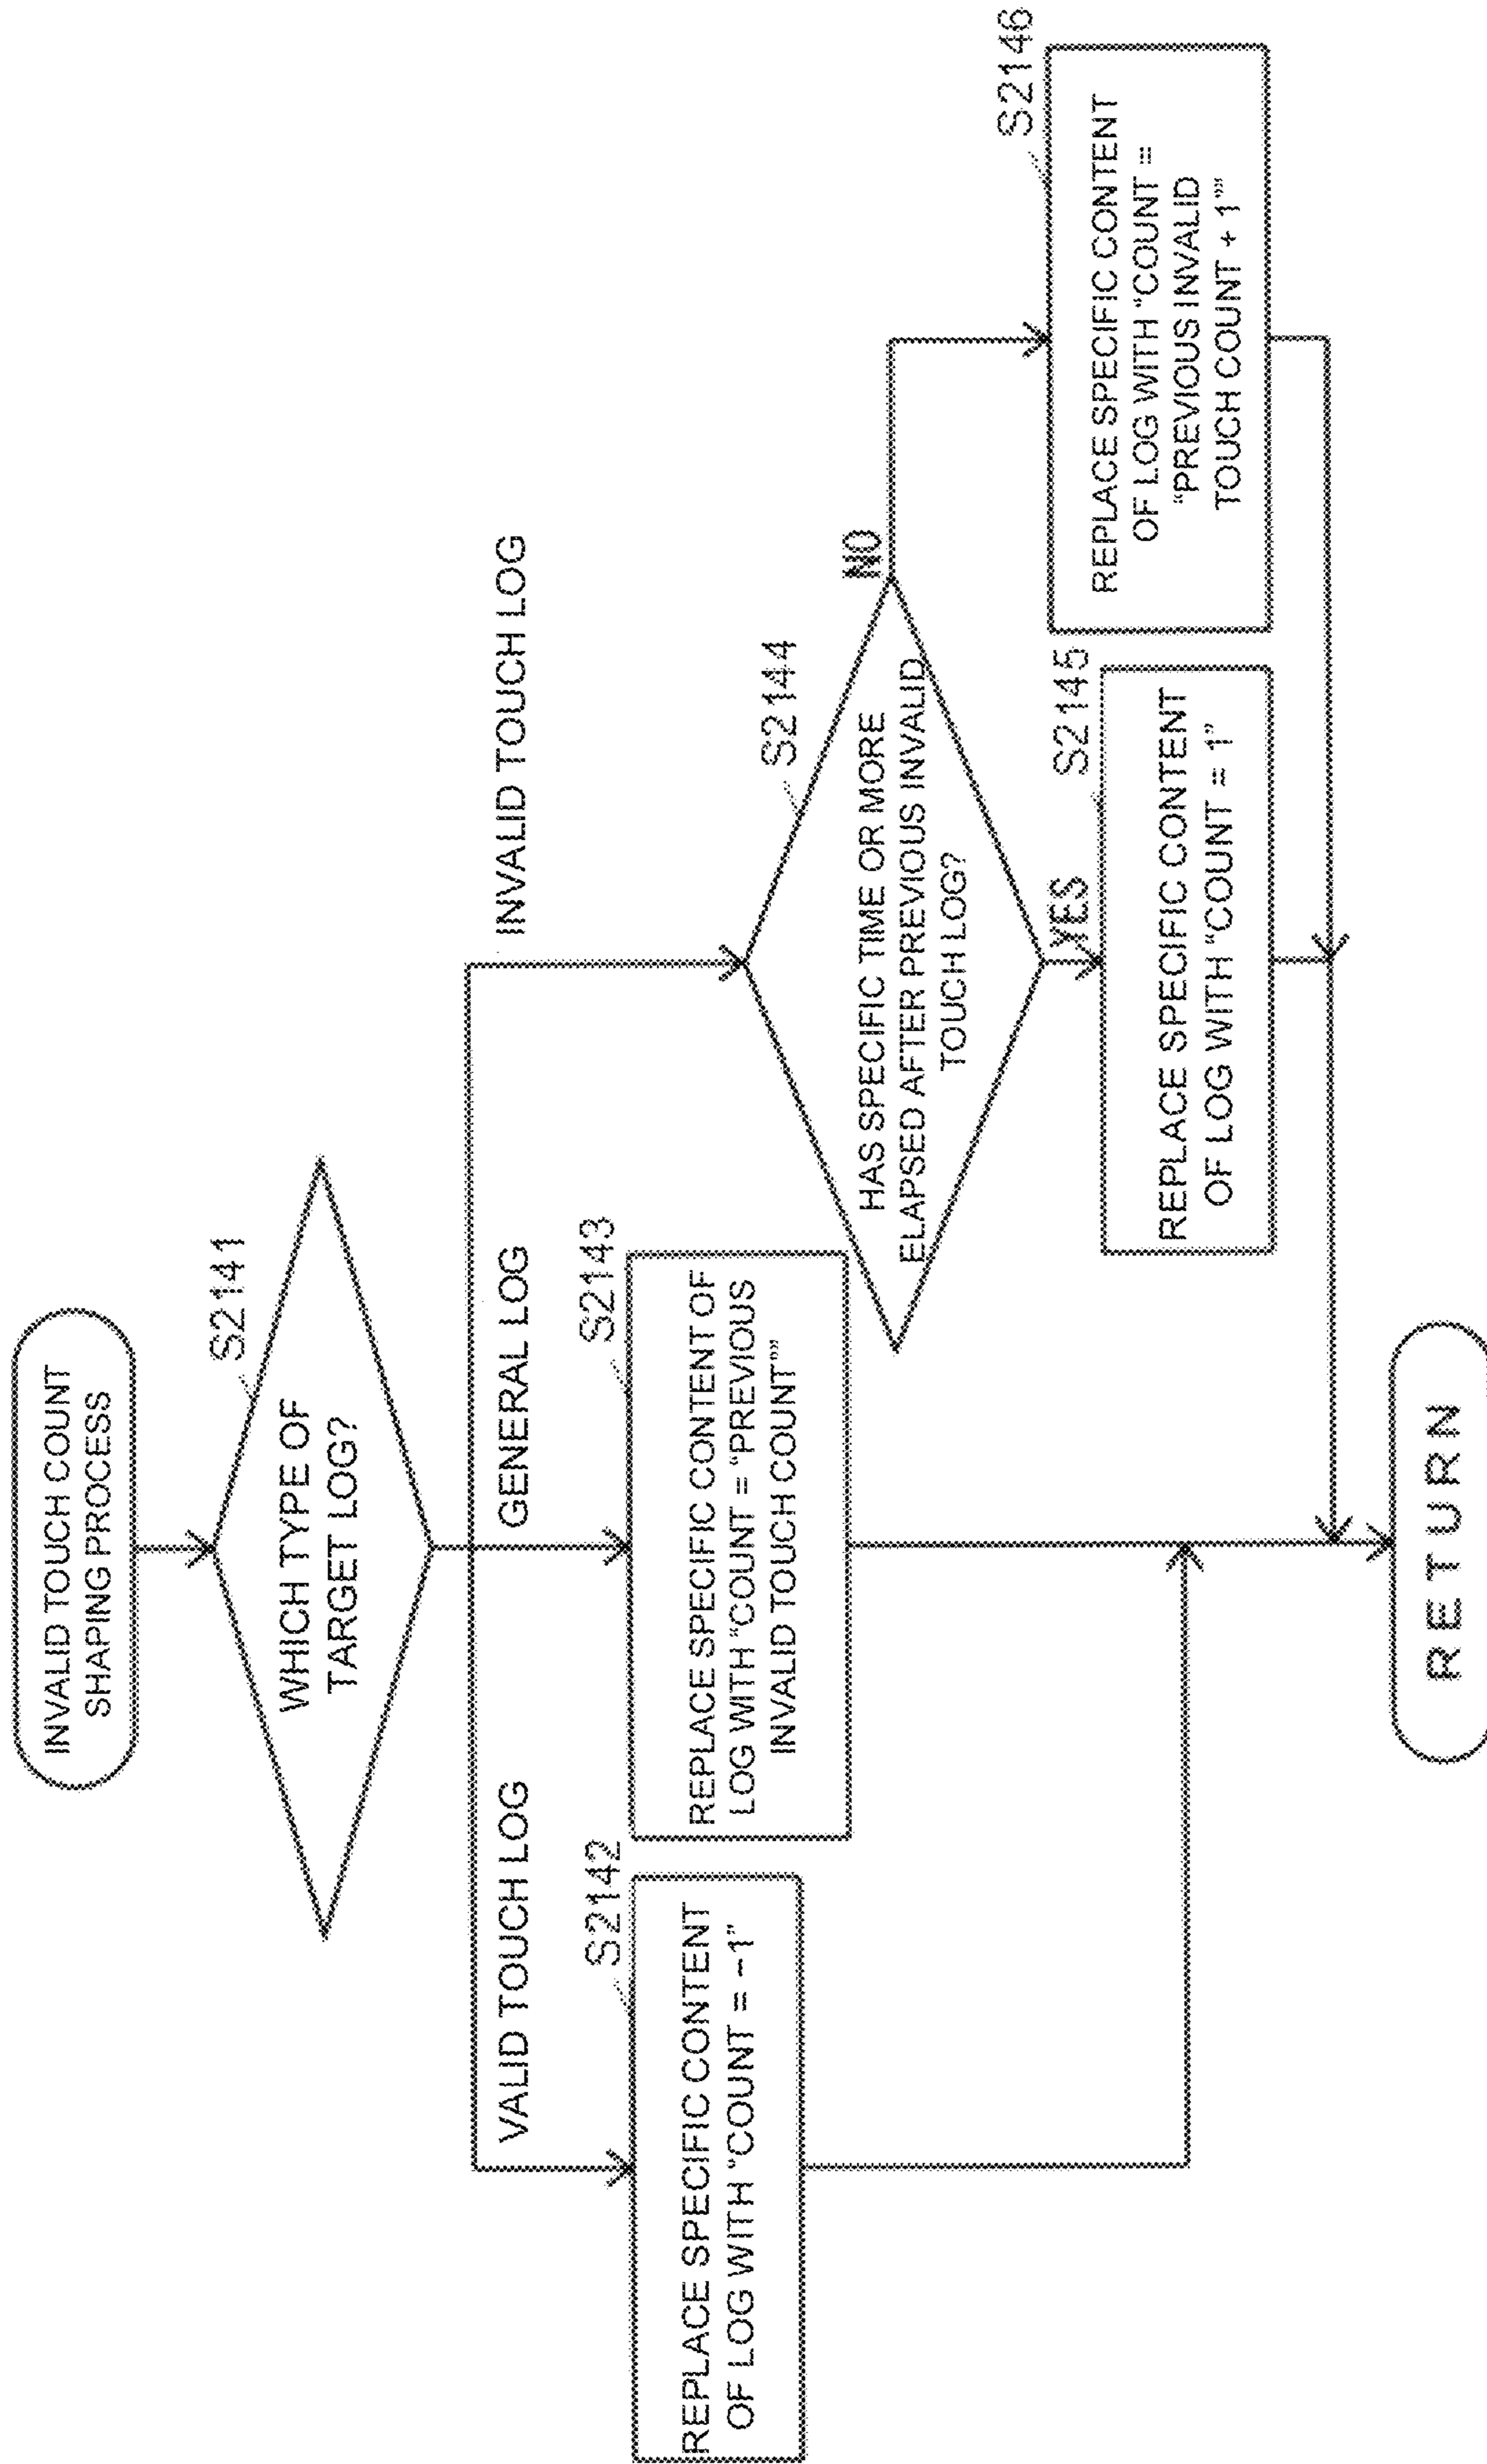 INVALID TOUCH COUNT
SHAPING PROCESS
S2141
WHICH TYPE OF
TARGET LOG?
VALID TOUCH LOG
GENERAL LOG
INVALID TOUCH LOG
S2142
REPLACE SPECIFIC CONTENT
OF LOG WITH “COUNT = −1”
S2143
REPLACE SPECIFIC CONTENT OF
LOG WITH “COUNT = “PREVIOUS
INVALID TOUCH COUNT””
S2144
HAS SPECIFIC TIME OR MORE
ELAPSED AFTER PREVIOUS INVALID
TOUCH LOG?
YES
NO
S2145
REPLACE SPECIFIC CONTENT
OF LOG WITH “COUNT = 1”
S2146
REPLACE SPECIFIC CONTENT
OF LOG WITH “COUNT =
“PREVIOUS INVALID
TOUCH COUNT + 1””
RETURN